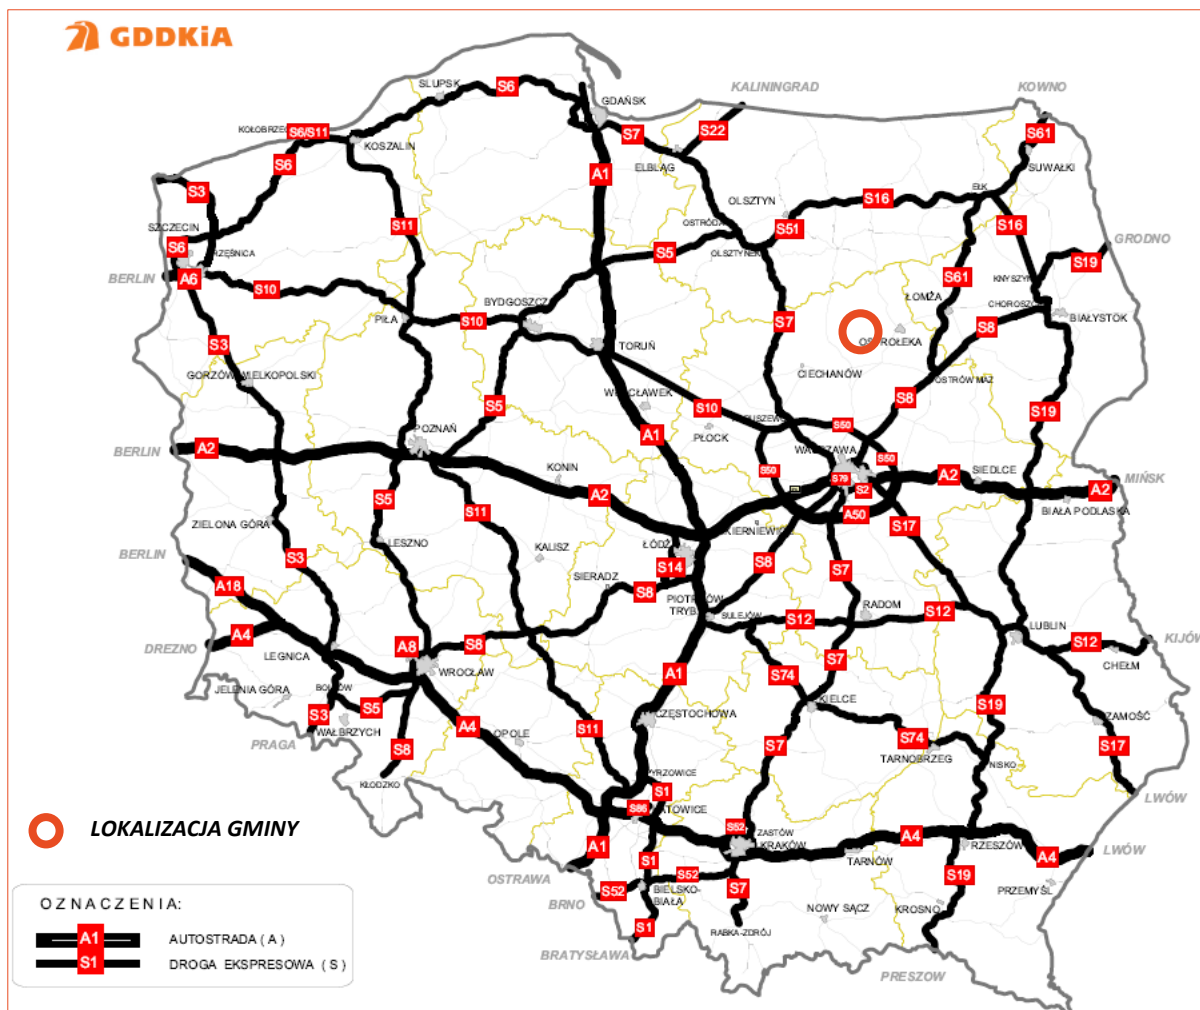 GDDKiA
KALININGRAD
KOWNO
SŁUPSK
S6
GDAŃSK
S22
S61
S6/S11
S7
KOSZALIN
SUWAŁKI
S6
ELBLĄG
A1
EŁK
S3
OLSZTYN
S16
S11
OSTRÓDA
S16
SZCZECIN
S51
GRODNO
S6
S5
OLSZTYNEK
S19
BERLIN
A6
S61
S10
ŁOMŻA
BYDGOSZCZ
CHOROSZCZ
PIŁA
S10
S7
BIAŁYSTOK
S8
S3
TORUŃ
OSTROŁEKA
GORZÓW WIELKOPOLSKI
CIECHANÓW
OSTRÓW MAZ
WŁOCŁAWEK
S8
S5
S10
S19
POZNAŃ
A1
PŁOCK
S50
BERLIN
A2
WARSZAWA
S50
KONIN
S50
S79
A2
SIEDLCE
MIŃSK
S5
A2
S2
A2
BIAŁA PODLASKA
S11
A50
ZIELONA GÓRA
S17
SKIERNIEWICE
LESZNO
ŁÓDŹ
BERLIN
S3
KALISZ
S8
S14
S7
A18
SIERADZ
S8
PIOTRKÓW
TRYB.
RADOM
SULEJÓW
S12
S12
A4
LUBLIN
DREZNO
A8
S8
S12
KIJÓW
LEGNICA
CHEŁM
WROCŁAW
S7
A1
S74
JELENIA GÓRA
KIELCE
S5
S3
S19
CZĘSTOCHOWA
ZAMOŚĆ
WAŁBRZYCH
A4
S11
S74
S17
PRAGA
OPOLE
S7
S8
TARNOBRZEG
NISKO
KŁODZKO
S1
LWÓW
S86
LOKALIZACJA GMINY
S52
ZASTÓW
KRAKÓW
A4
RZESZÓW
A1
S1
TARNÓW
A4
LWÓW
OSTRAWA
S52
S19
S52
S7
PRZEMYŚL
BIELSKO-
BIAŁA
BRNO
OZNACZENIA:
NOWY SĄCZ
KROSNO
S1
RABKA-ZDRÓJ
A1
AUTOSTRADA ( A )
BRATYSŁAWA
S1
DROGA EKSPRESOWA ( S )
PRESZOW